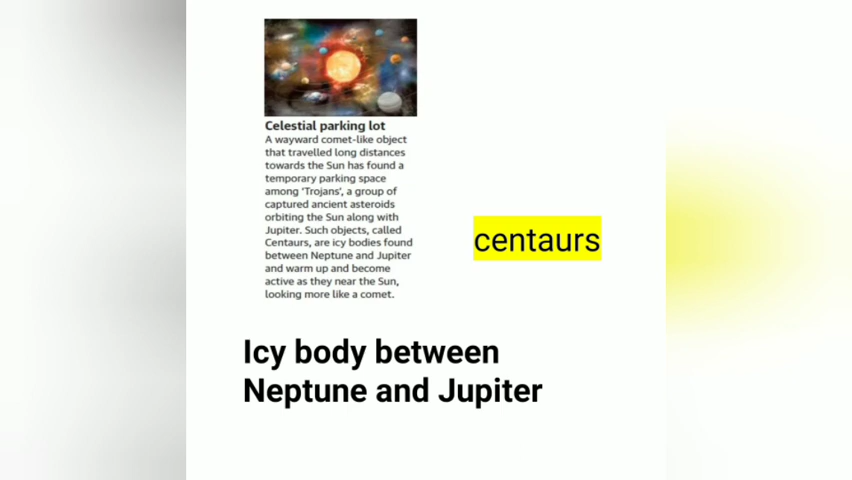 Celestial parking lot
A wayward comet-like object
that travelled long distances
towards the Sun has found a
temporary parking space
among ‘Trojans’, a group of
captured ancient asteroids
orbiting the Sun along with
Jupiter. Such objects, called
Centaurs, are icy bodies found
between Neptune and Jupiter
and warm up and become
active as they near the Sun,
looking more like a comet.
centaurs
Icy body between
Neptune and Jupiter